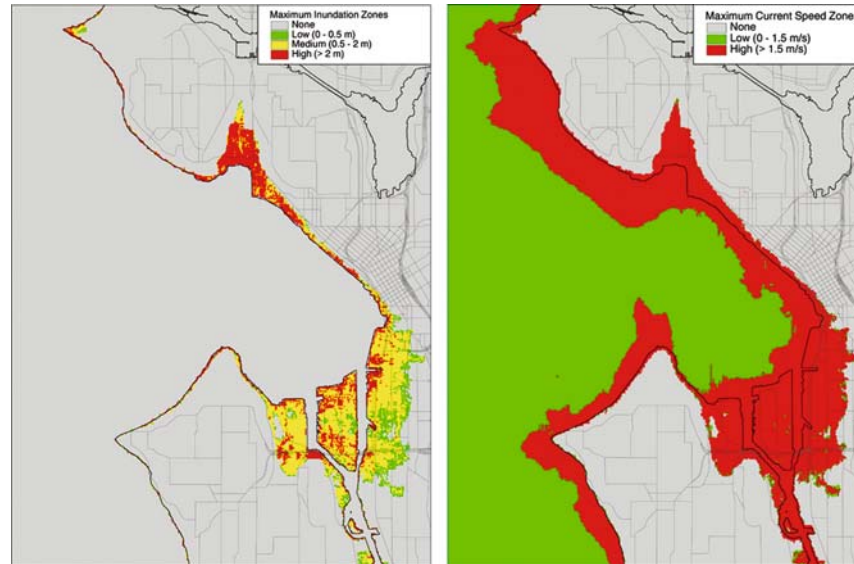 Maximum Inundation Zones
None
Low (0 - 0.5 m)
Medium (0.5 - 2 m)
High (> 2 m)
Maximum Current Speed Zone
None
Low (0 - 1.5 m/s)
High (> 1.5 m/s)